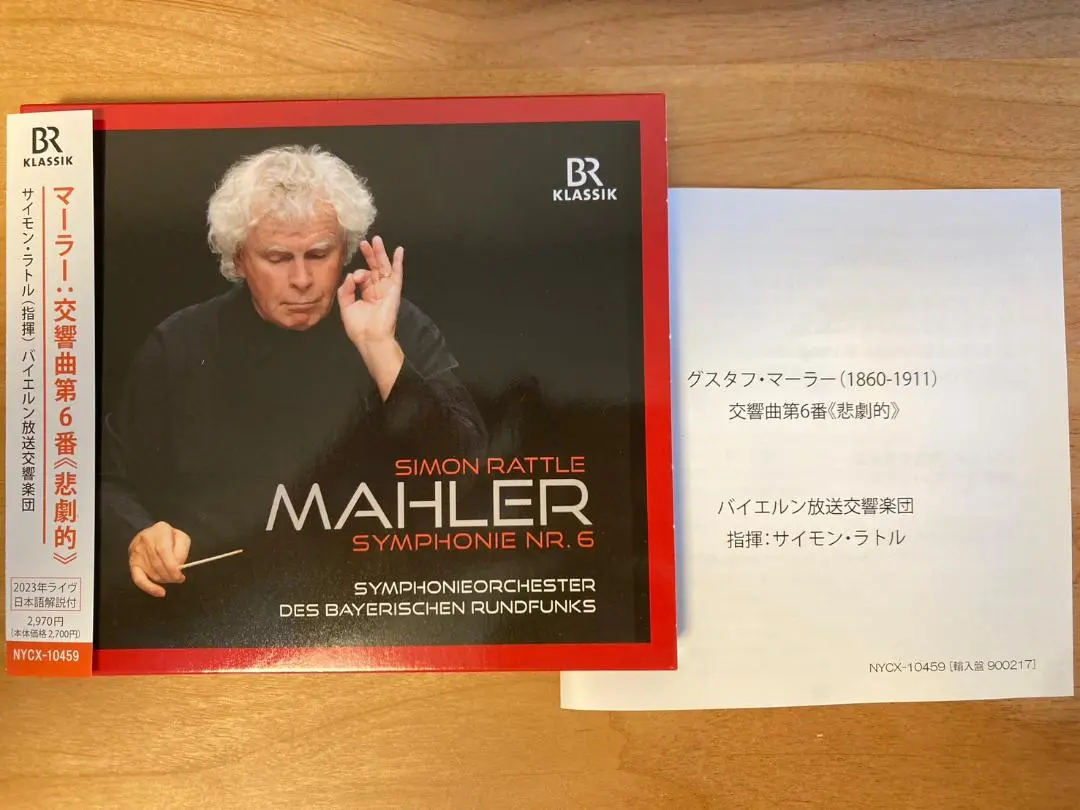 BR
KLASSIK
マーラー:交響曲第6番《悲劇的》
サイモン・ラトル(指揮) バイエルン放送交響楽団
2023年ライヴ
日本語解説付
2,970円
(本体価格2,700円)
NYCX-10459
BR
KLASSIK
SIMON RATTLE
MAHLER
SYMPHONIE NR. 6
SYMPHONIEORCHESTER
DES BAYERISCHEN RUNDFUNKS
グスタフ・マーラー(1860-1911)
交響曲第6番《悲劇的》
バイエルン放送交響楽団
指揮:サイモン・ラトル
NYCX-10459 [輸入盤 900217]